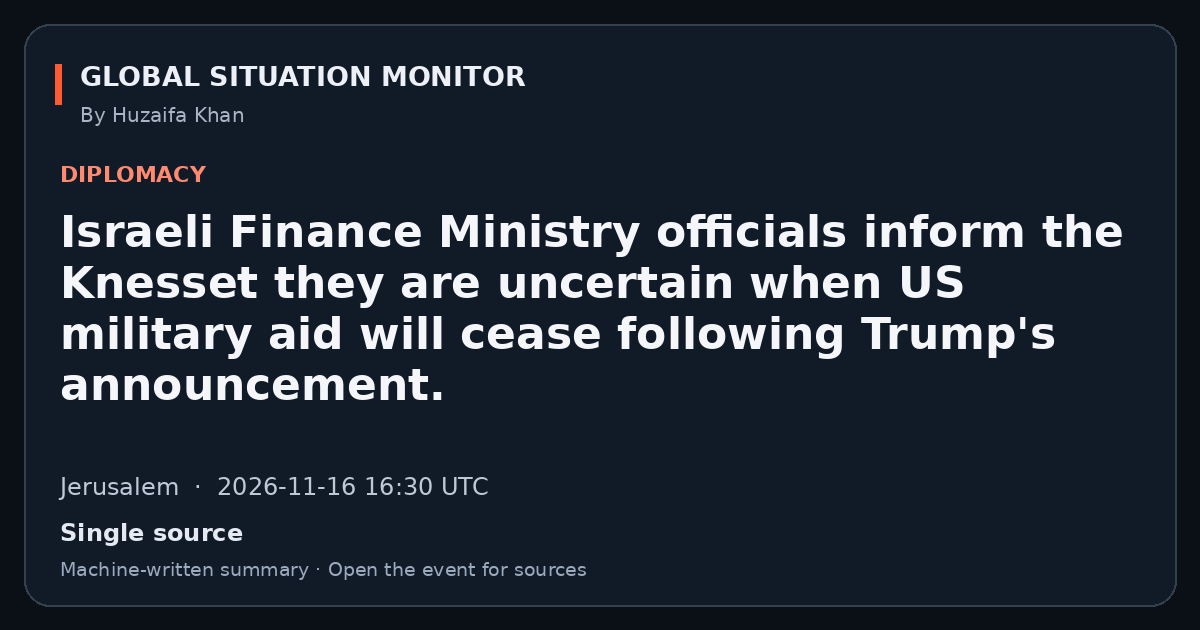 GLOBAL SITUATION MONITOR
By Huzaifa Khan
DIPLOMACY
Israeli Finance Ministry officials inform the
Knesset they are uncertain when US
military aid will cease following Trump's
announcement.
Jerusalem · 2026-11-16 16:30 UTC
Single source
Machine-written summary · Open the event for sources